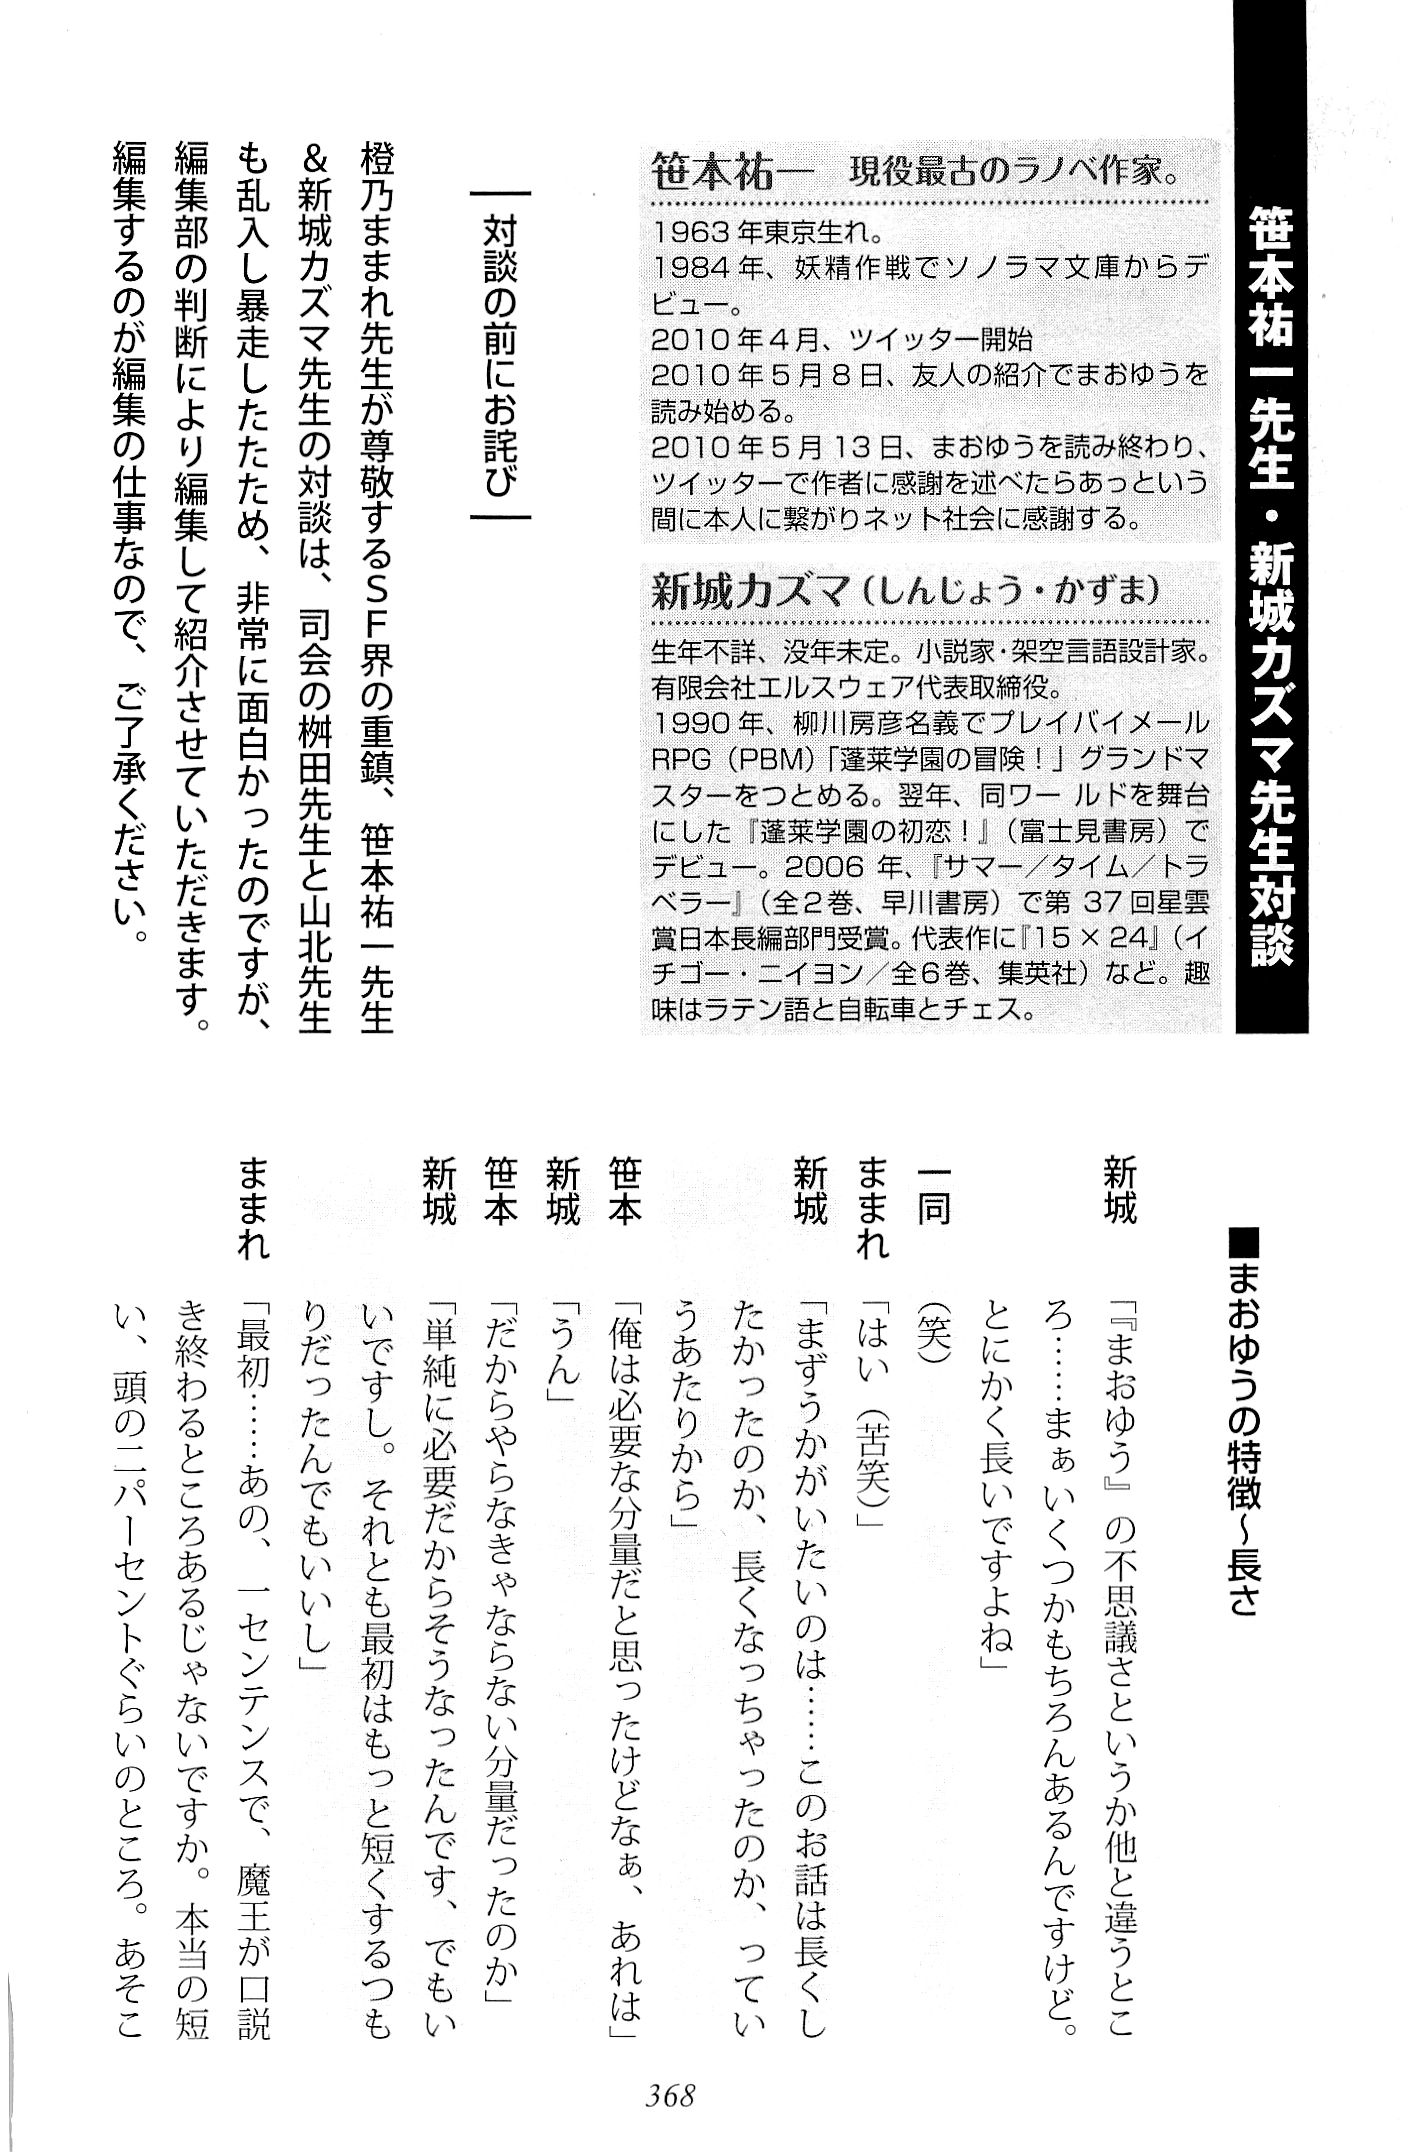 笹本祐一先生・新城カズマ先生対談
笹本祐一　現役最古のラノベ作家。
1963年東京生れ。
1984年、妖精作戦でソノラマ文庫からデ
ビュー。
2010年4月、ツイッター開始
2010年5月8日、友人の紹介でまおゆうを
読み始める。
2010年5月13日、まおゆうを読み終わり、
ツイッターで作者に感謝を述べたらあっという
間に本人に繋がりネット社会に感謝する。
新城カズマ（しんじょう・かずま）
生年不詳、没年未定。小説家・架空言語設計家。
有限会社エルスウェア代表取締役。
1990年、柳川房彦名義でプレイバイメール
RPG（PBM）「蓬莱学園の冒険！」グランドマ
スターをつとめる。翌年、同ワー ルドを舞台
にした『蓬莱学園の初恋！』（富士見書房）で
デビュー。2006 年、『サマー／タイム／トラ
ベラー』（全2巻、早川書房）で第 37回星雲
賞日本長編部門受賞。代表作に『15×24』（イ
チゴー・ニイヨン／全6巻、集英社）など。趣
味はラテン語と自転車とチェス。
――対談の前にお詫び――
橙乃ままれ先生が尊敬するＳＦ界の重鎮、笹本祐一先生
＆新城カズマ先生の対談は、司会の桝田先生と山北先生
も乱入し暴走したたため、非常に面白かったのですが、
編集部の判断により編集して紹介させていただきます。
編集するのが編集の仕事なので、ご了承ください。
■まおゆうの特徴～長さ
新城　「『まおゆう』の不思議さというか他と違うとこ
ろ……まぁいくつかもちろんあるんですけど。
とにかく長いですよね」
一同　（笑）
ままれ　「はい（苦笑）」
新城　「まずうかがいたいのは……このお話は長くし
たかったのか、長くなっちゃったのか、ってい
うあたりから」
笹本　「俺は必要な分量だと思ったけどなぁ、あれは」
新城　「うん」
笹本　「だからやらなきゃならない分量だったのか」
新城　「単純に必要だからそうなったんです、でもい
いですし。それとも最初はもっと短くするつも
りだったんでもいいし」
ままれ　「最初……あの、一センテンスで、魔王が口説
き終わるところあるじゃないですか。本当の短
い、頭の二パーセントぐらいのところ。あそこ
368